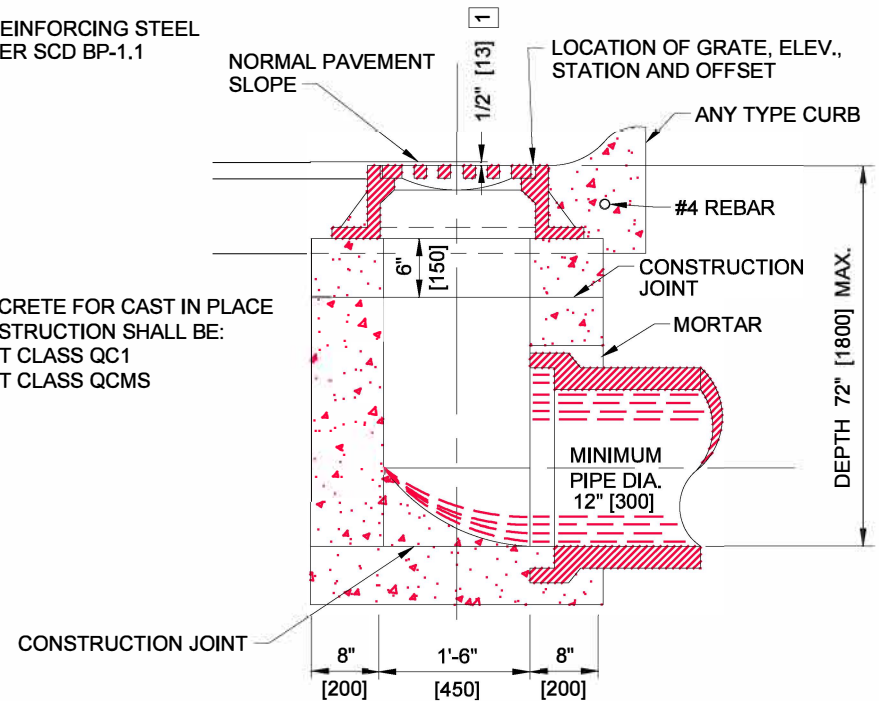 EINFORCING STEEL
ER SCD BP-1.1
NORMAL PAVEMENT
SLOPE
1/2" [13] 1
LOCATION OF GRATE, ELEV.,
STATION AND OFFSET
ANY TYPE CURB
#4 REBAR
6"
[150]
CONSTRUCTION
JOINT
MORTAR
DEPTH 72" [1800] MAX.
CRETE FOR CAST IN PLACE
STRUCTION SHALL BE:
T CLASS QC1
T CLASS QCMS
MINIMUM
PIPE DIA.
12" [300]
CONSTRUCTION JOINT
8"
[200]
1'-6"
[450]
8"
[200]